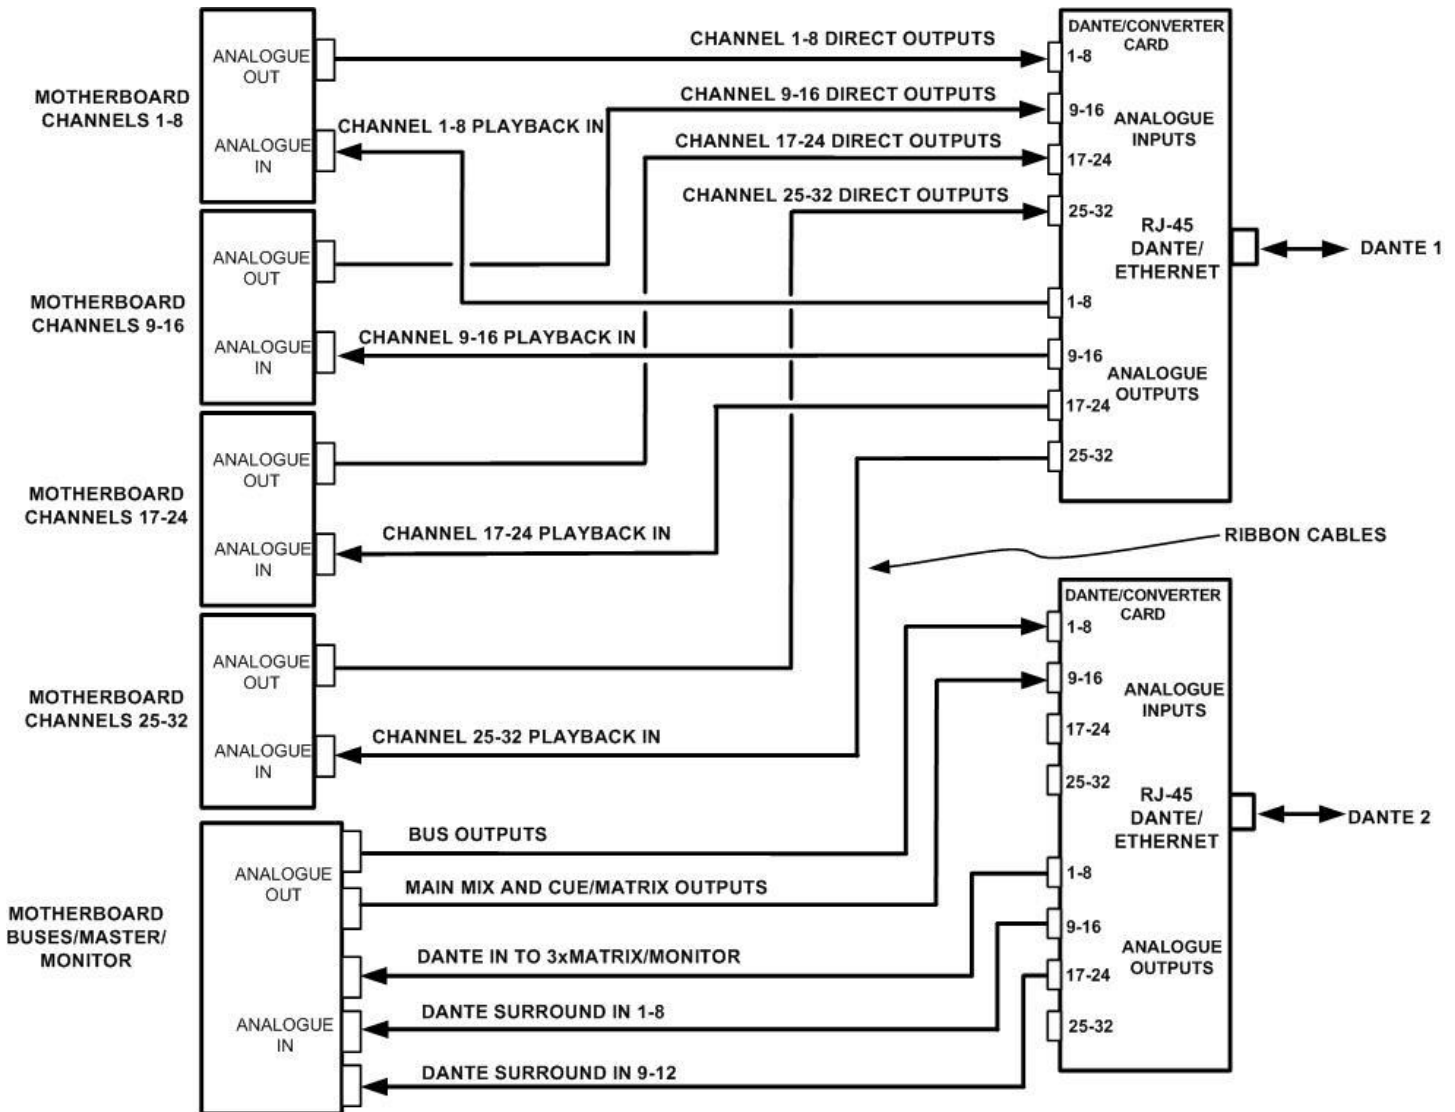 MOTHERBOARD
CHANNELS 1-8
ANALOGUE
OUT
ANALOGUE
IN
CHANNEL 1-8 DIRECT OUTPUTS
CHANNEL 9-16 DIRECT OUTPUTS
CHANNEL 1-8 PLAYBACK IN
CHANNEL 17-24 DIRECT OUTPUTS
CHANNEL 25-32 DIRECT OUTPUTS
DANTE/CONVERTER
CARD
1-8
9-16
ANALOGUE
INPUTS
17-24
25-32
RJ-45
DANTE/
ETHERNET
DANTE 1
1-8
9-16
ANALOGUE
OUTPUTS
17-24
25-32
MOTHERBOARD
CHANNELS 9-16
ANALOGUE
OUT
ANALOGUE
IN
CHANNEL 9-16 PLAYBACK IN
MOTHERBOARD
CHANNELS 17-24
ANALOGUE
OUT
ANALOGUE
IN
CHANNEL 17-24 PLAYBACK IN
RIBBON CABLES
MOTHERBOARD
CHANNELS 25-32
ANALOGUE
OUT
ANALOGUE
IN
CHANNEL 25-32 PLAYBACK IN
DANTE/CONVERTER
CARD
1-8
9-16
ANALOGUE
INPUTS
17-24
25-32
RJ-45
DANTE/
ETHERNET
DANTE 2
1-8
9-16
ANALOGUE
OUTPUTS
17-24
25-32
MOTHERBOARD
BUSES/MASTER/
MONITOR
ANALOGUE
OUT
ANALOGUE
IN
BUS OUTPUTS
MAIN MIX AND CUE/MATRIX OUTPUTS
DANTE IN TO 3xMATRIX/MONITOR
DANTE SURROUND IN 1-8
DANTE SURROUND IN 9-12